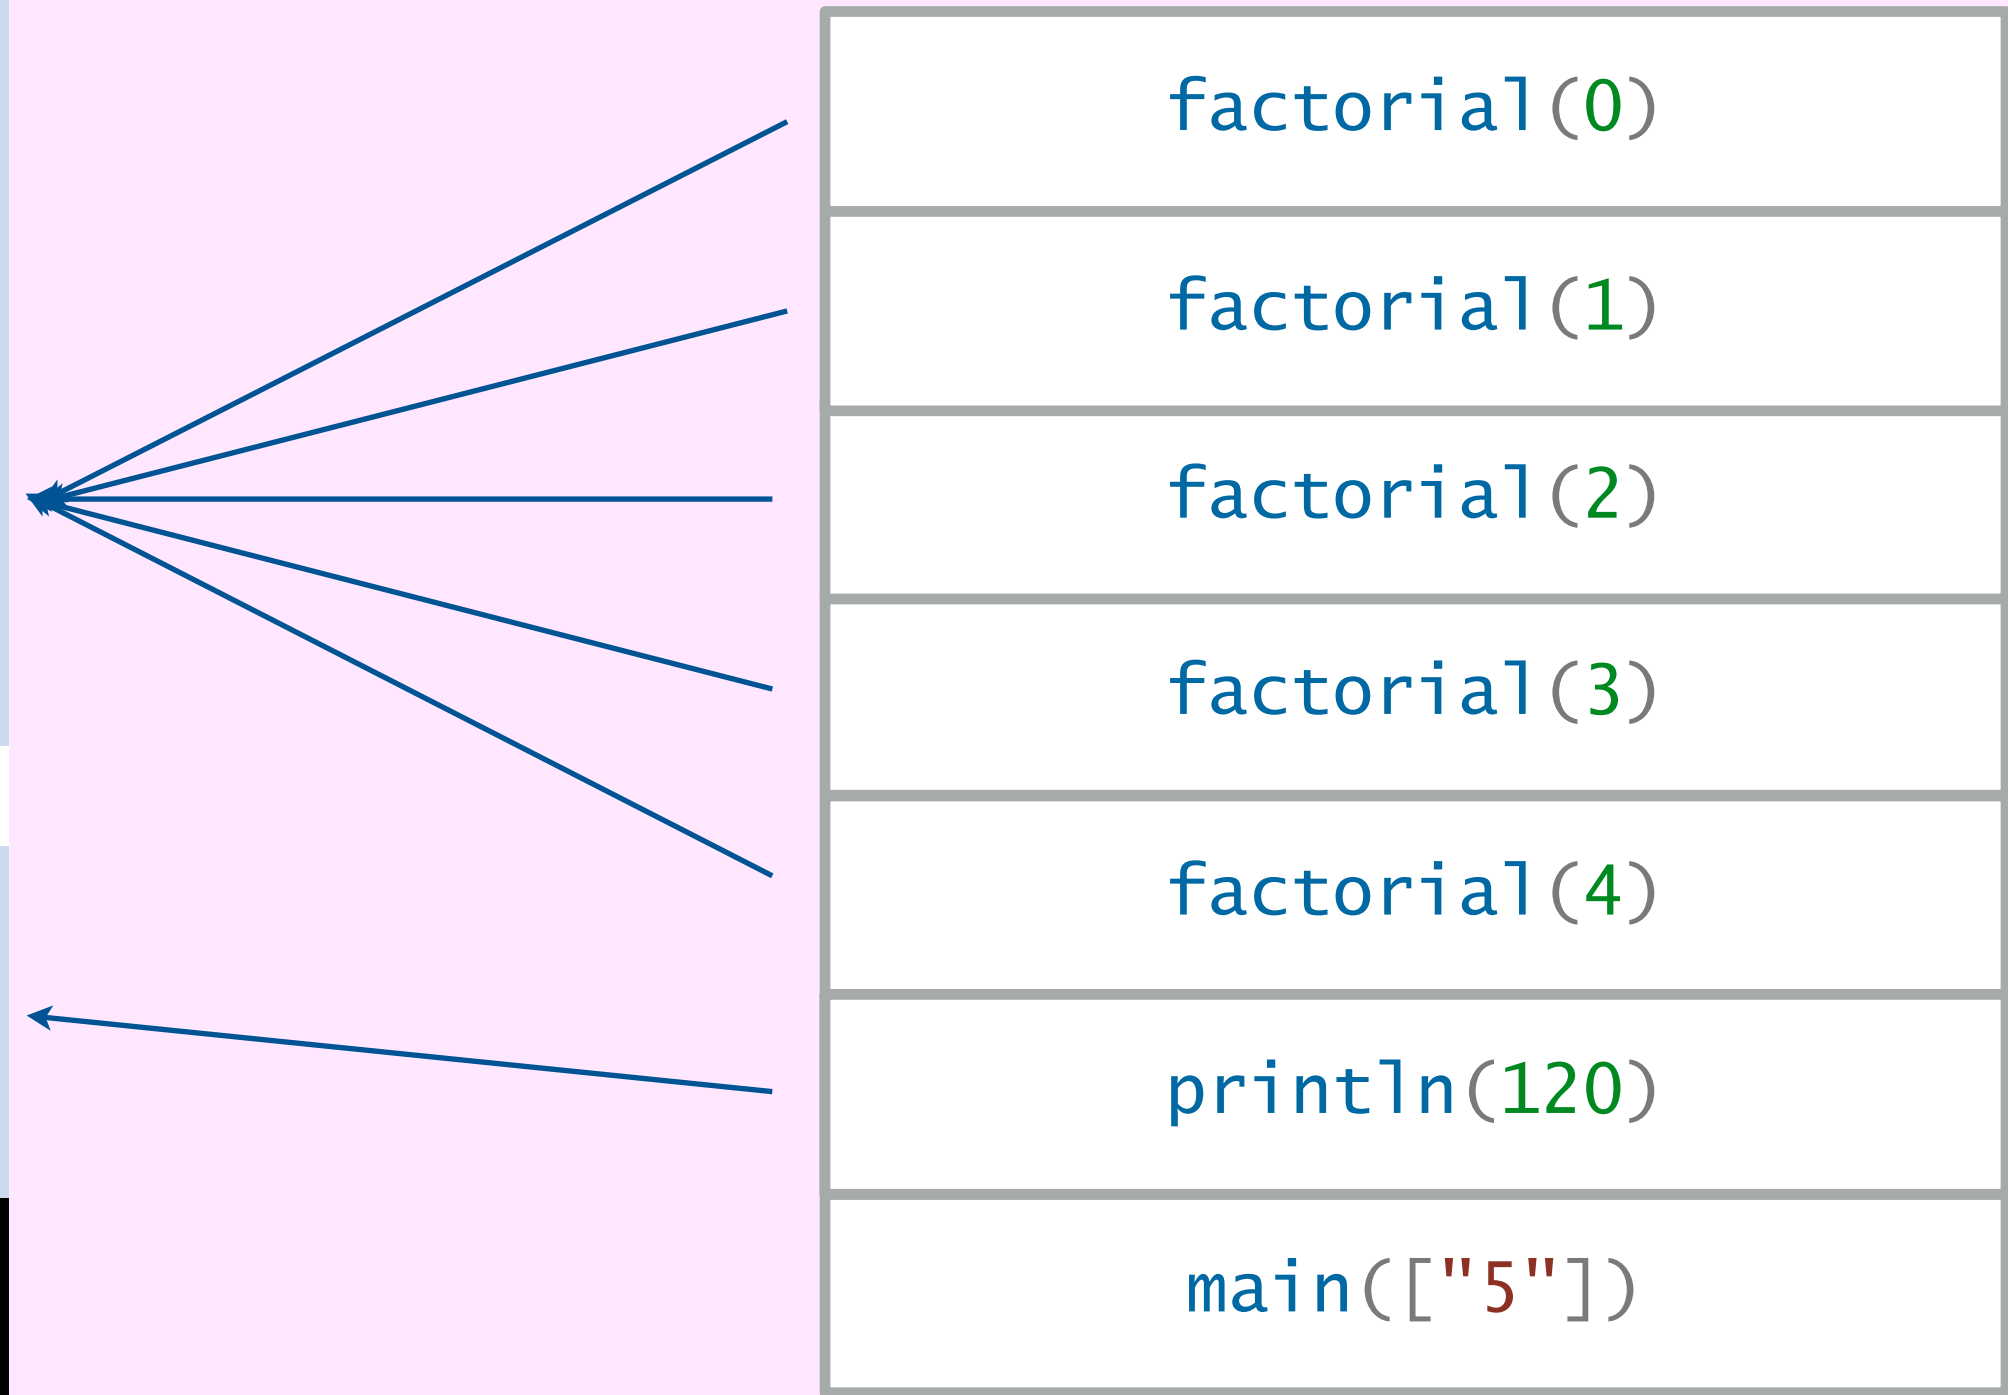 factorial(0)
factorial(1)
factorial(2)
factorial(3)
factorial(4)
println(120)
main(["5"])